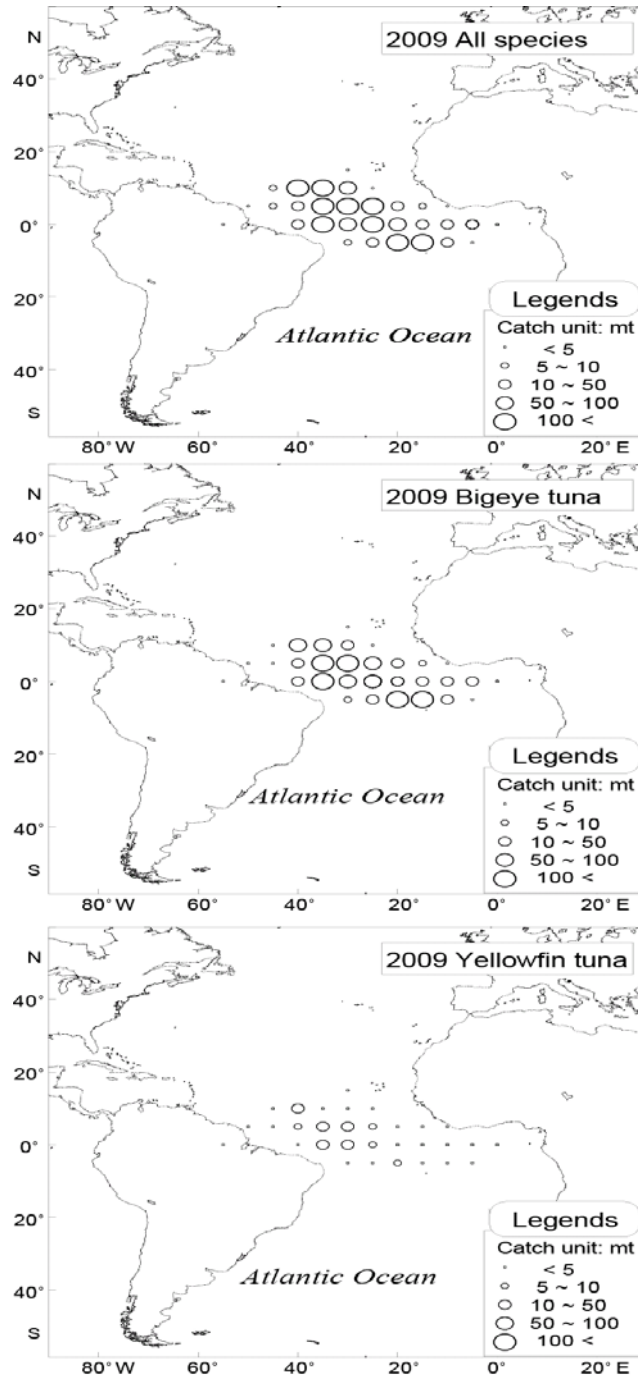 2009 All species
N
40°
20°
0°
20°
40°
S
Atlantic Ocean
Legends
Catch unit: mt
< 5
5 ~ 10
10 ~ 50
50 ~ 100
100 <
80° W 60° 40° 20° 0° 20° E
2009 Bigeye tuna
N
40°
20°
0°
20°
40°
S
Atlantic Ocean
Legends
Catch unit: mt
< 5
5 ~ 10
10 ~ 50
50 ~ 100
100 <
80° W 60° 40° 20° 0° 20° E
2009 Yellowfin tuna
N
40°
20°
0°
20°
40°
S
Atlantic Ocean
Legends
Catch unit: mt
< 5
5 ~ 10
10 ~ 50
50 ~ 100
100 <
80° W 60° 40° 20° 0° 20° E